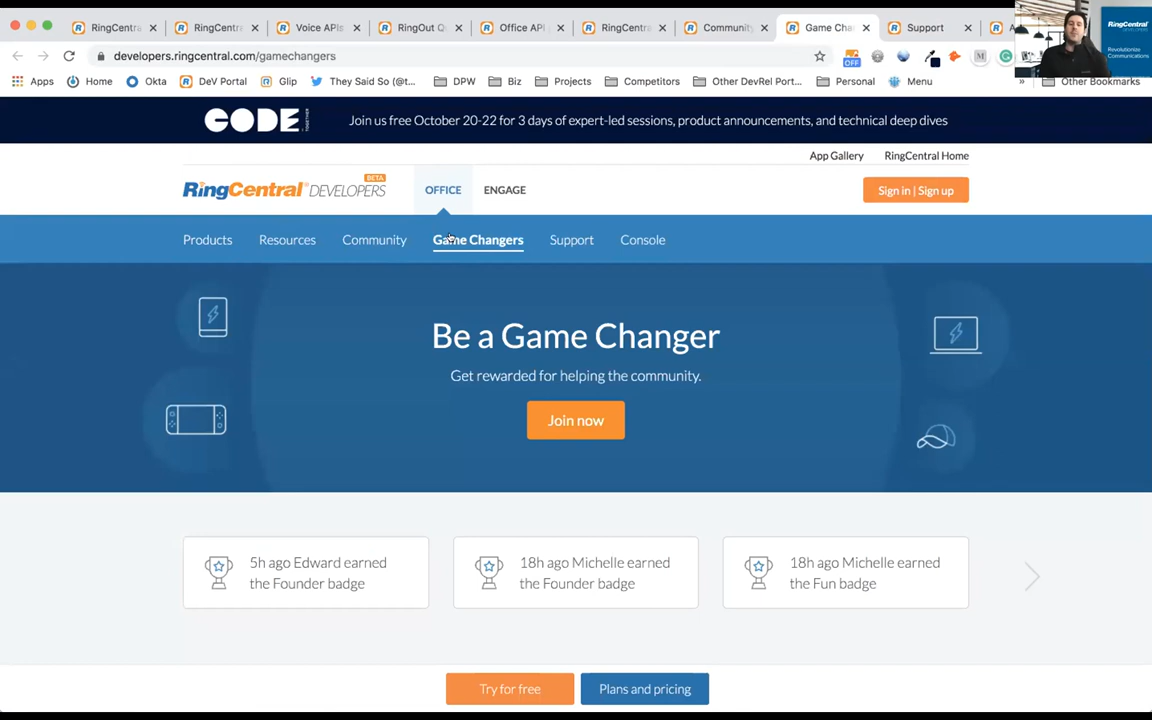 RingCentra
RingCentra
Voice APIs
RingOut Q
Office API
RingCentra
Community
Game Cha
Support
developers.ringcentral.com/gamechangers
OFF
Apps Home Okta DeV Portal Glip They Said So (@t... DPW Biz Projects Competitors Other DevRel Port... Personal Menu » Other Bookmarks
RingCentral
DEVELOPERS
Revolutionize
Communications
CODE Join us free October 20-22 for 3 days of expert-led sessions, product announcements, and technical deep dives
App Gallery RingCentral Home
RingCentral DEVELOPERS BETA
OFFICE ENGAGE
Sign in | Sign up
Products Resources Community Game Changers Support Console
Be a Game Changer
Get rewarded for helping the community.
Join now
5h ago Edward earned
the Founder badge
18h ago Michelle earned
the Founder badge
18h ago Michelle earned
the Fun badge
Try for free
Plans and pricing